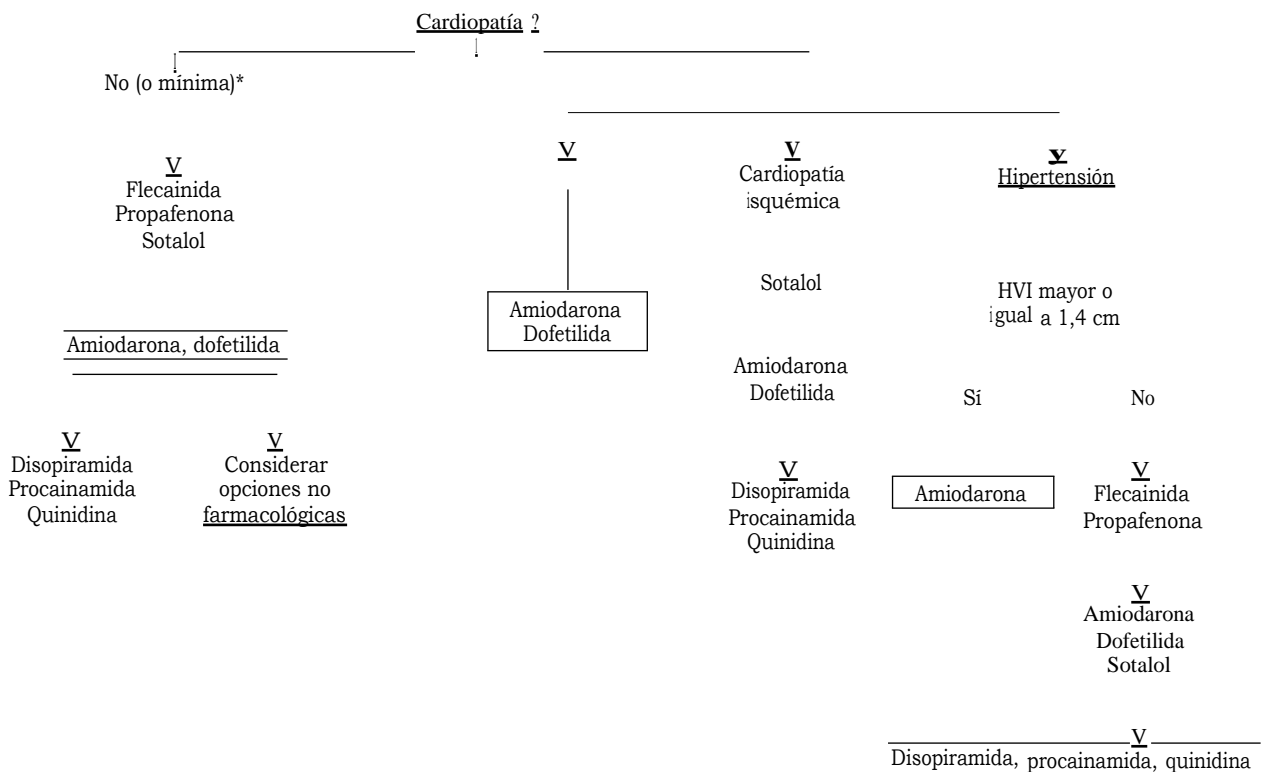 Cardiopatía ?
No (o mínima)*
V
Flecainida
Propafenona
Sotalol
Amiodarona, dofetilida
V
Disopiramida
Procainamida
Quinidina
V
Considerar
opciones no
farmacológicas
V
Amiodarona
Dofetilida
V
Cardiopatía
isquémica
Sotalol
Amiodarona
Dofetilida
V
Disopiramida
Procainamida
Quinidina
v
Hipertensión
HVI mayor o
igual a 1,4 cm
Sí
No
Amiodarona
V
Flecainida
Propafenona
V
Amiodarona
Dofetilida
Sotalol
V
Disopiramida, procainamida, quinidina